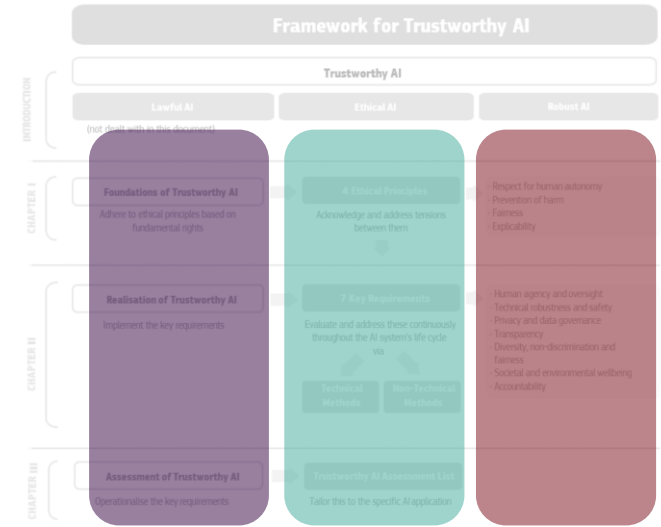 Framework for Trustworthy AI
Trustworthy AI
Lawful AI
Ethical AI
Robust AI
(not dealt with in this document)
INTRODUCTION
CHAPTER I
Foundations of Trustworthy AI
Adhere to ethical principles based on
fundamental rights
4 Ethical Principles
Acknowledge and address tensions
between them
- Respect for human autonomy
- Prevention of harm
- Fairness
- Explicability
CHAPTER II
Realisation of Trustworthy AI
Implement the key requirements
7 Key Requirements
Evaluate and address these continuously
throughout the AI system's life cycle
via
Technical
Methods
Non-Technical
Methods
- Human agency and oversight
- Technical robustness and safety
- Privacy and data governance
- Transparency
- Diversity, non-discrimination and
fairness
- Societal and environmental wellbeing
- Accountability
CHAPTER III
Assessment of Trustworthy AI
Operationalise the key requirements
Trustworthy AI Assessment List
Tailor this to the specific AI application